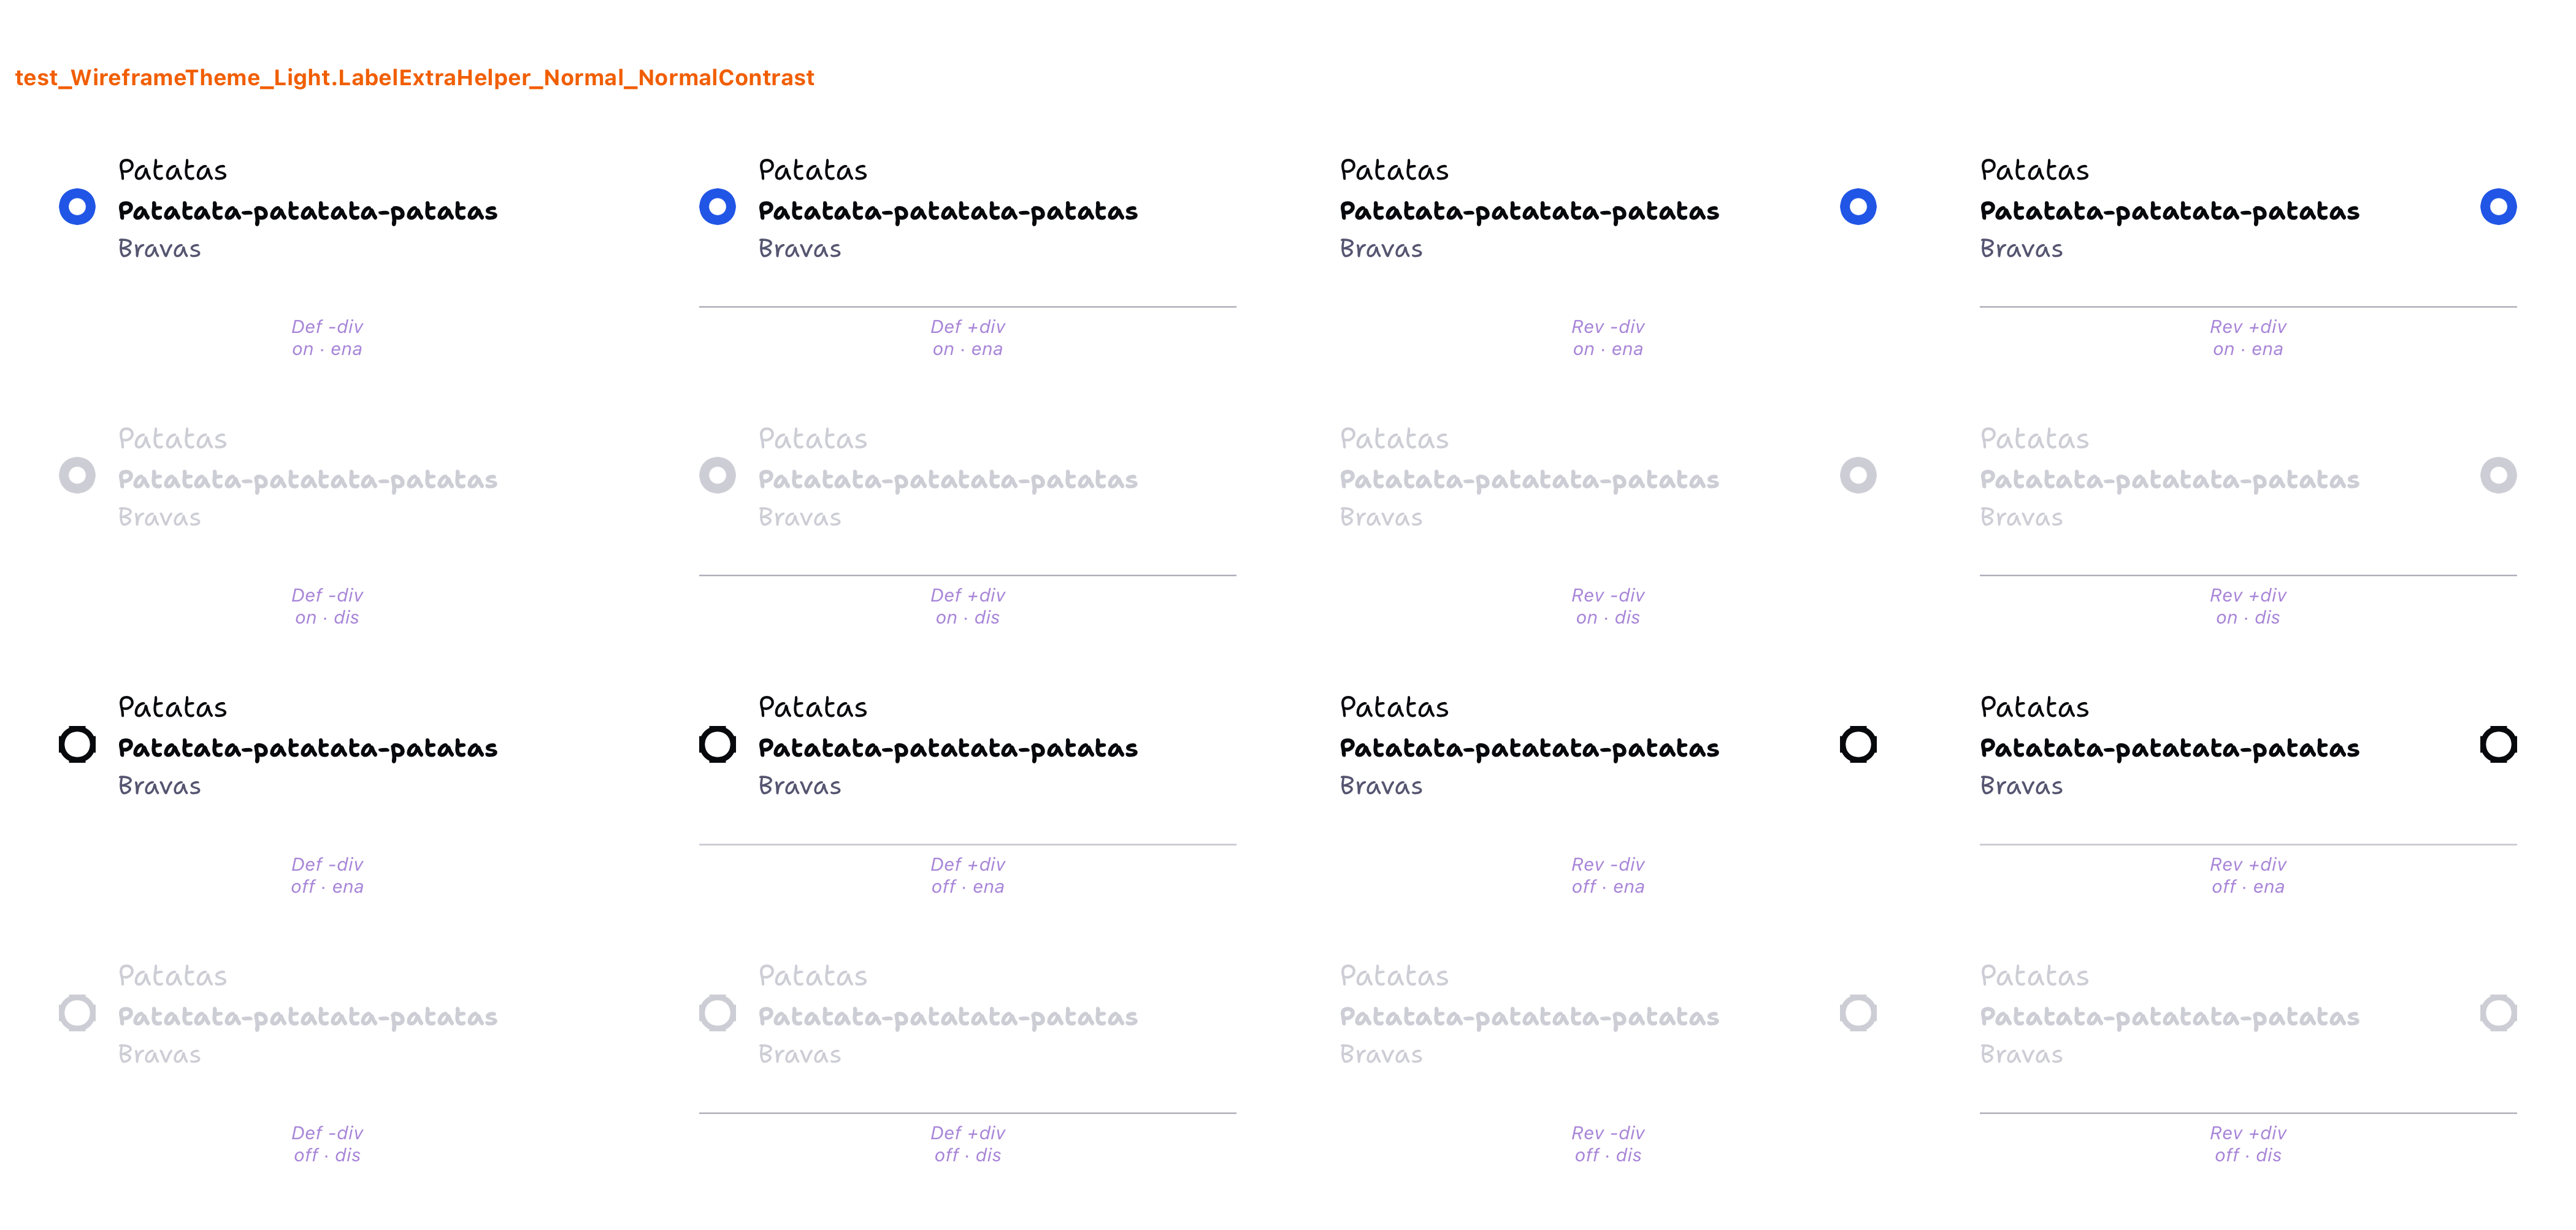 test_WireframeTheme_Light.LabelExtraHelper_Normal_NormalContrast
Patatas
Patatata-patatata-patatas
Bravas
Def -div
on · ena
Patatas
Patatata-patatata-patatas
Bravas
Def +div
on · ena
Patatas
Patatata-patatata-patatas
Bravas
Rev -div
on · ena
Patatas
Patatata-patatata-patatas
Bravas
Rev +div
on · ena
Patatas
Patatata-patatata-patatas
Bravas
Def -div
on · dis
Patatas
Patatata-patatata-patatas
Bravas
Def +div
on · dis
Patatas
Patatata-patatata-patatas
Bravas
Rev -div
on · dis
Patatas
Patatata-patatata-patatas
Bravas
Rev +div
on · dis
Patatas
Patatata-patatata-patatas
Bravas
Def -div
off · ena
Patatas
Patatata-patatata-patatas
Bravas
Def +div
off · ena
Patatas
Patatata-patatata-patatas
Bravas
Rev -div
off · ena
Patatas
Patatata-patatata-patatas
Bravas
Rev +div
off · ena
Patatas
Patatata-patatata-patatas
Bravas
Def -div
off · dis
Patatas
Patatata-patatata-patatas
Bravas
Def +div
off · dis
Patatas
Patatata-patatata-patatas
Bravas
Rev -div
off · dis
Patatas
Patatata-patatata-patatas
Bravas
Rev +div
off · dis